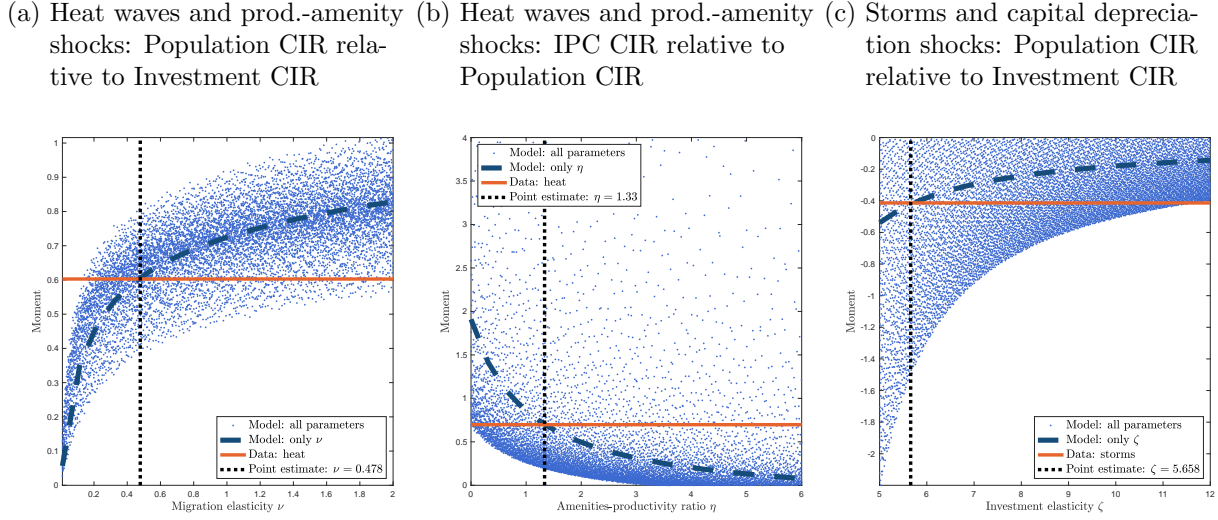 (a) Heat waves and prod.-amenity
shocks: Population CIR rela-
tive to Investment CIR
1
0.9
0.8
0.7
0.6
0.5
0.4
0.3
0.2
0.1
0
Moment
0.2 0.4 0.6 0.8 1 1.2 1.4 1.6 1.8 2
Migration elasticity ν
Model: all parameters
Model: only ν
Data: heat
Point estimate: ν = 0.478
(b) Heat waves and prod.-amenity
shocks: IPC CIR relative to
Population CIR
4
3.5
3
2.5
2
1.5
1
0.5
0
Moment
0 1 2 3 4 5 6
Amenities-productivity ratio η
Model: all parameters
Model: only η
Data: heat
Point estimate: η = 1.33
(c) Storms and capital deprecia-
tion shocks: Population CIR
relative to Investment CIR
0
-0.2
-0.4
-0.6
-0.8
-1
-1.2
-1.4
-1.6
-1.8
-2
Moment
5 6 7 8 9 10 11 12
Investment elasticity ζ
Model: all parameters
Model: only ζ
Data: storms
Point estimate: ζ = 5.658